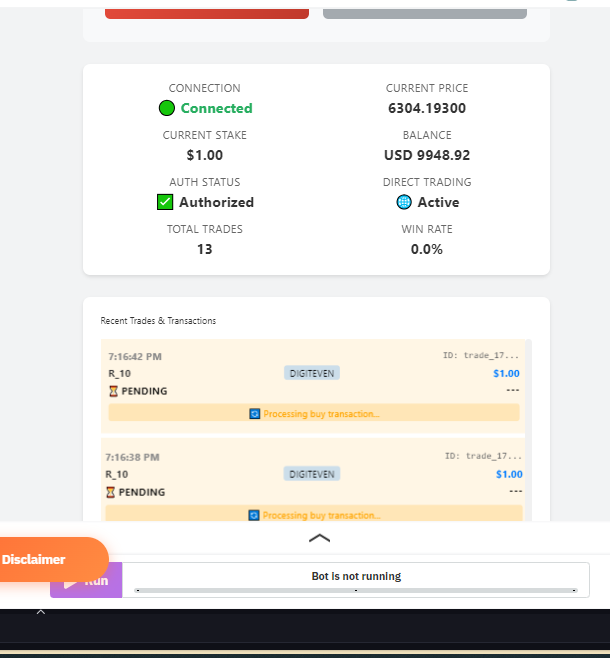 CONNECTION
Connected
CURRENT PRICE
6304.19300
CURRENT STAKE
$1.00
BALANCE
USD 9948.92
AUTH STATUS
Authorized
DIRECT TRADING
Active
TOTAL TRADES
13
WIN RATE
0.0%
Recent Trades & Transactions
7:16:42 PM
ID: trade_17...
R_10
DIGITEVEN
$1.00
PENDING
---
Processing buy transaction...
7:16:38 PM
ID: trade_17...
R_10
DIGITEVEN
$1.00
PENDING
---
Processing buy transaction...
Disclaimer
Run
Bot is not running